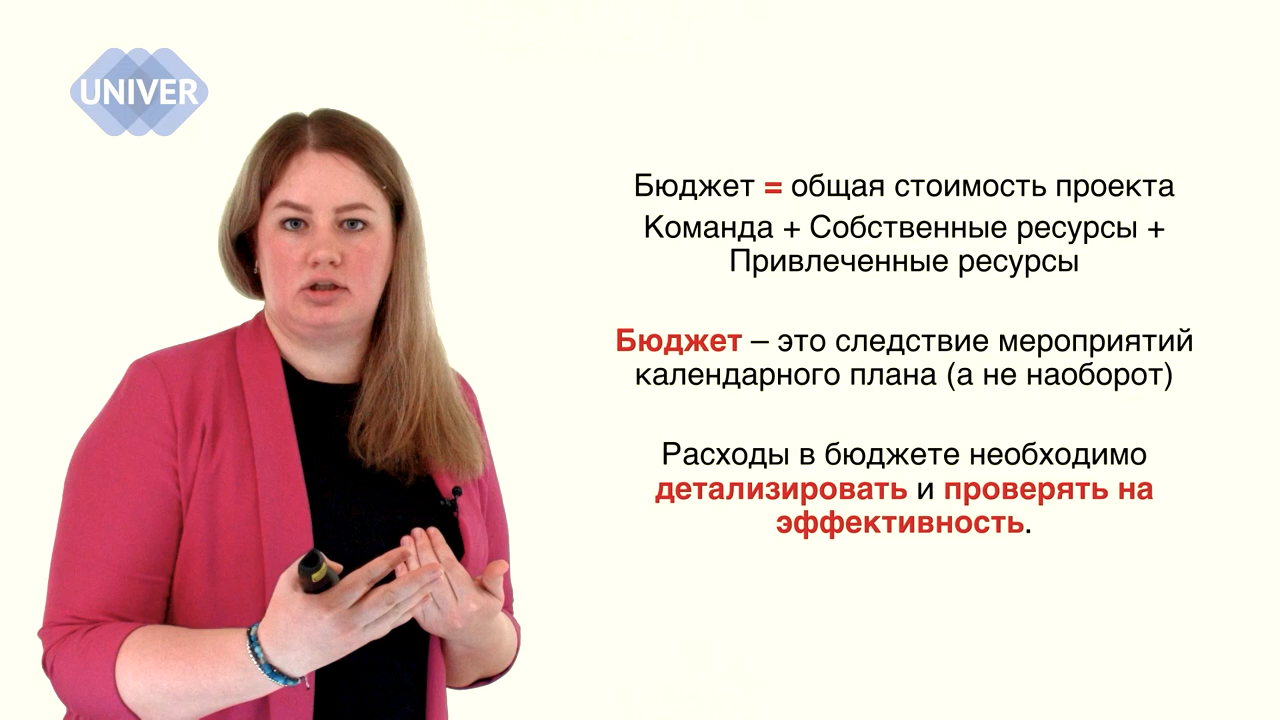 UNIVER
Бюджет = общая стоимость проекта
Команда + Собственные ресурсы +
Привлеченные ресурсы
Бюджет – это следствие мероприятий
календарного плана (а не наоборот)
Расходы в бюджете необходимо
детализировать и проверять на
эффективность.